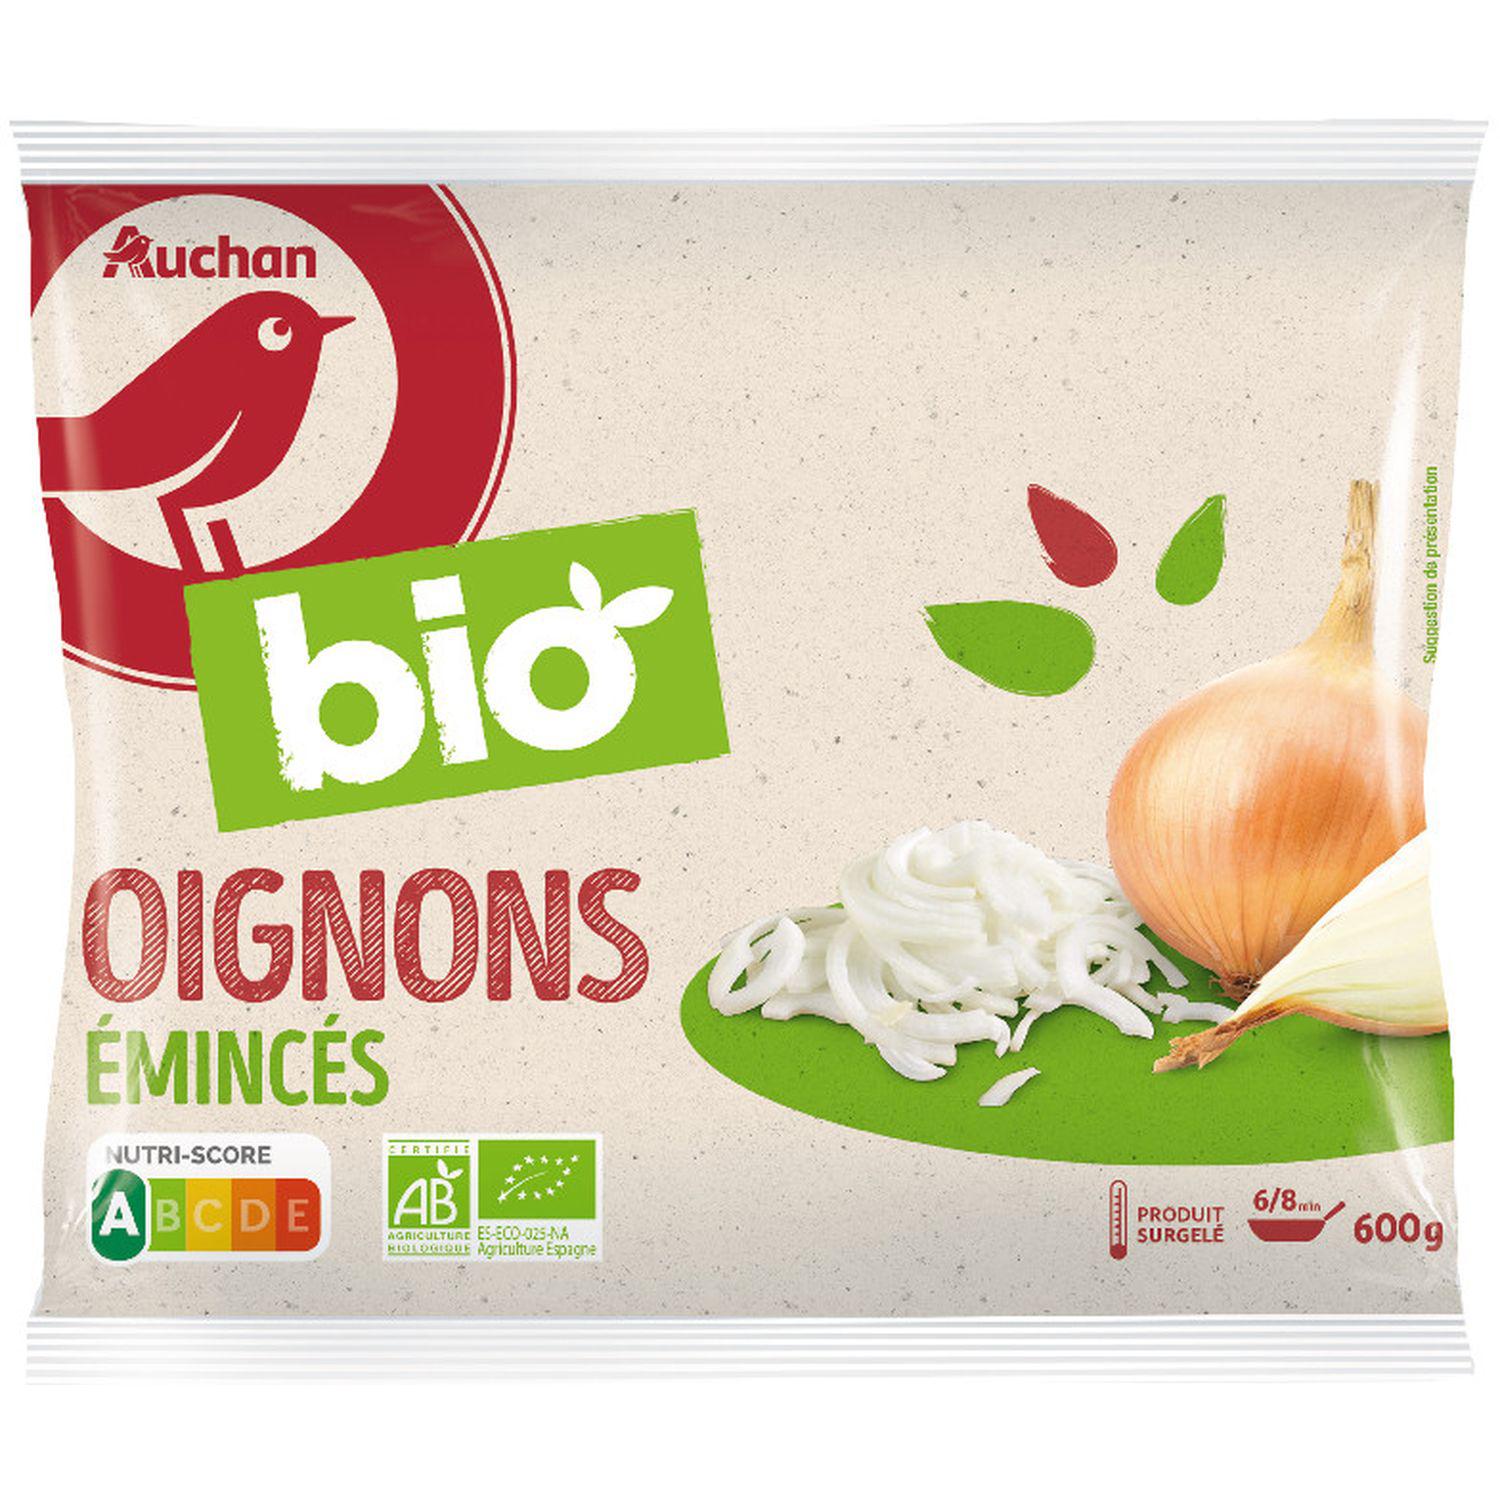 Auchan
bio
OIGNONS
ÉMINCÉS
NUTRI-SCORE
A B C D E
CERTIFIÉ
AB
AGRICULTURE
BIOLOGIQUE
ES-ECO-025-NA
Agriculture Espagne
PRODUIT
SURGELÉ
6/8min
600g
Suggestion de présentation